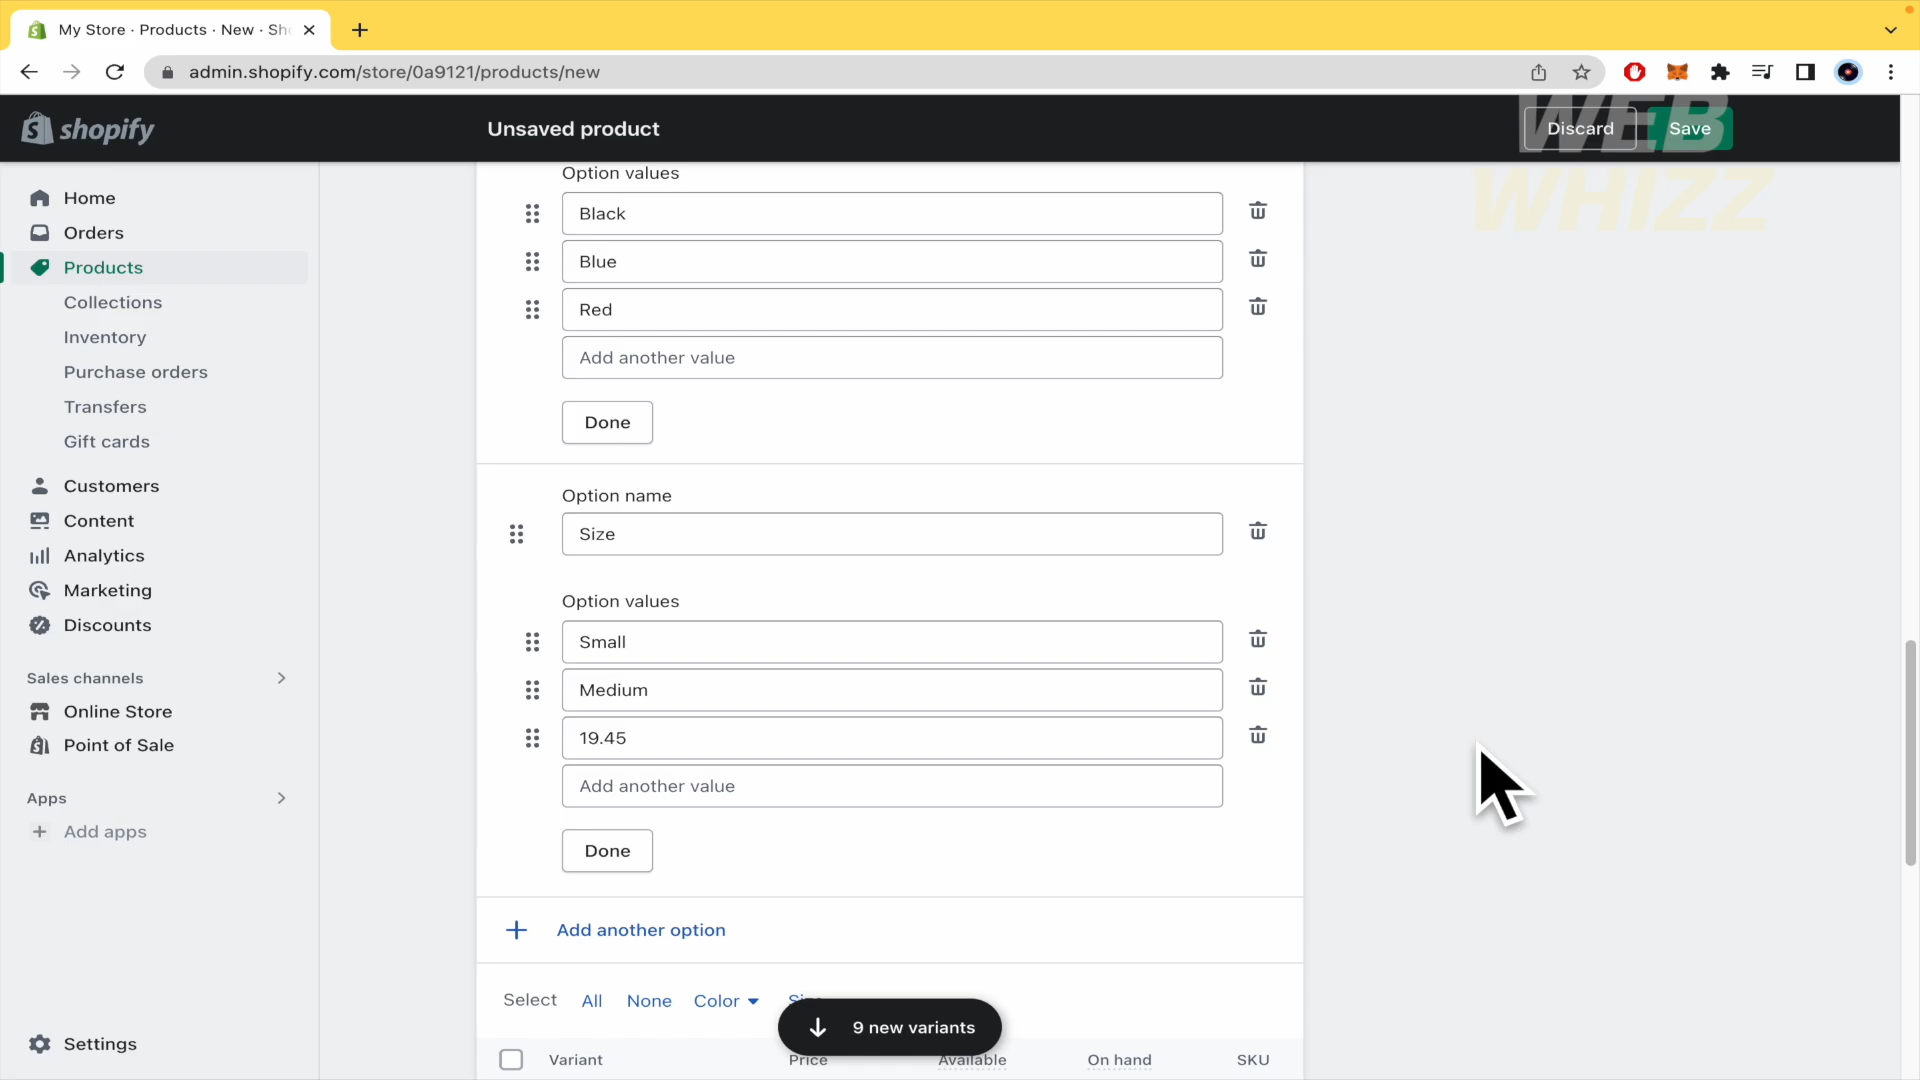 My Store · Products · New · Sh
admin.shopify.com/store/0a9121/products/new
shopify
Unsaved product
Discard
Save
WEB
WHIZZ
Home
Orders
Products
Collections
Inventory
Purchase orders
Transfers
Gift cards
Customers
Content
Analytics
Marketing
Discounts
Sales channels
Online Store
Point of Sale
Apps
Add apps
Settings
Option values
Black
Blue
Red
Add another value
Done
Option name
Size
Option values
Small
Medium
19.45
Add another value
Done
Add another option
Select All None Color Size
9 new variants
Variant Price Available On hand SKU